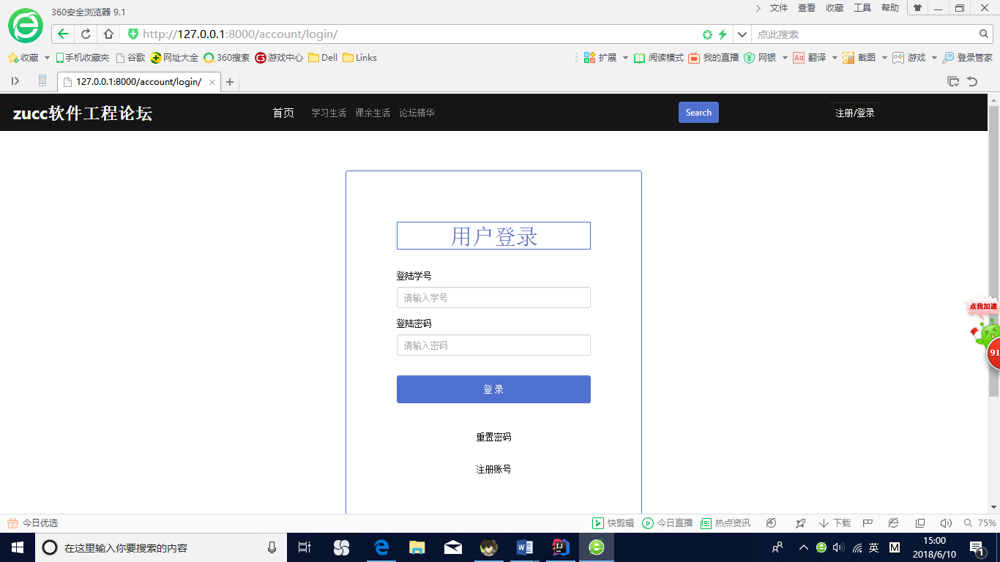 360安全浏览器 9.1
文件 查看 收藏 工具 帮助
http://127.0.0.1:8000/account/login/
点此搜索
收藏 手机收藏夹 谷歌 网址大全 360搜索 游戏中心 Dell Links
扩展 阅读模式 我的直播 网银 翻译 截图 游戏 登录管家
127.0.0.1:8000/account/login/
zucc软件工程论坛 首页 学习生活 课余生活 论坛精华 Search 注册/登录
用户登录
登陆学号
请输入学号
点我加速
登陆密码
请输入密码
91
登 录
重置密码
注册账号
今日优选 快剪辑 今日直播 热点资讯 下载 75%
在这里输入你要搜索的内容
英 M
15:00
2018/6/10
1